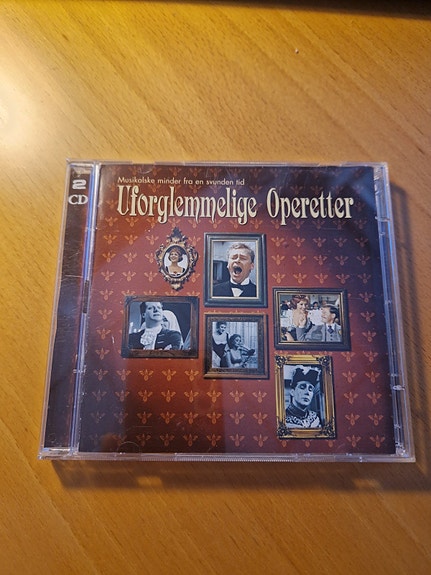 2
CD
Musikalske minder fra en svunden tid
Uforglemmelige Operetter